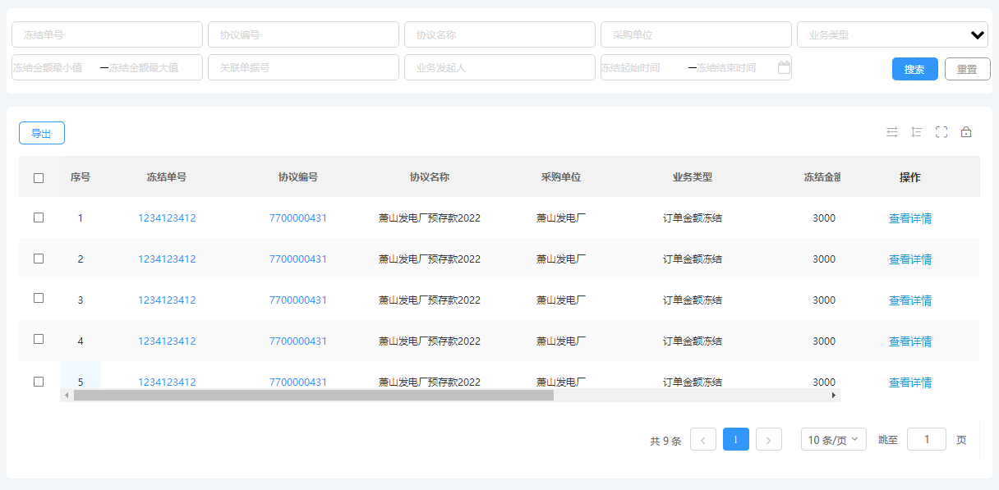 冻结单号 协议编号 协议名称 采购单位 业务类型
冻结金额最小值 —冻结金额最大值 关联单据号 业务发起人 冻结起始时间 —冻结结束时间 搜索 重置
导出
序号 冻结单号 协议编号 协议名称 采购单位 业务类型 冻结金额 操作
1 1234123412 7700000431 萧山发电厂预存款2022 萧山发电厂 订单金额冻结 3000 查看详情
2 1234123412 7700000431 萧山发电厂预存款2022 萧山发电厂 订单金额冻结 3000 查看详情
3 1234123412 7700000431 萧山发电厂预存款2022 萧山发电厂 订单金额冻结 3000 查看详情
4 1234123412 7700000431 萧山发电厂预存款2022 萧山发电厂 订单金额冻结 3000 查看详情
5 1234123412 7700000431 萧山发电厂预存款2022 萧山发电厂 订单金额冻结 3000 查看详情
共 9 条 < 1 > 10 条/页 跳至 1 页